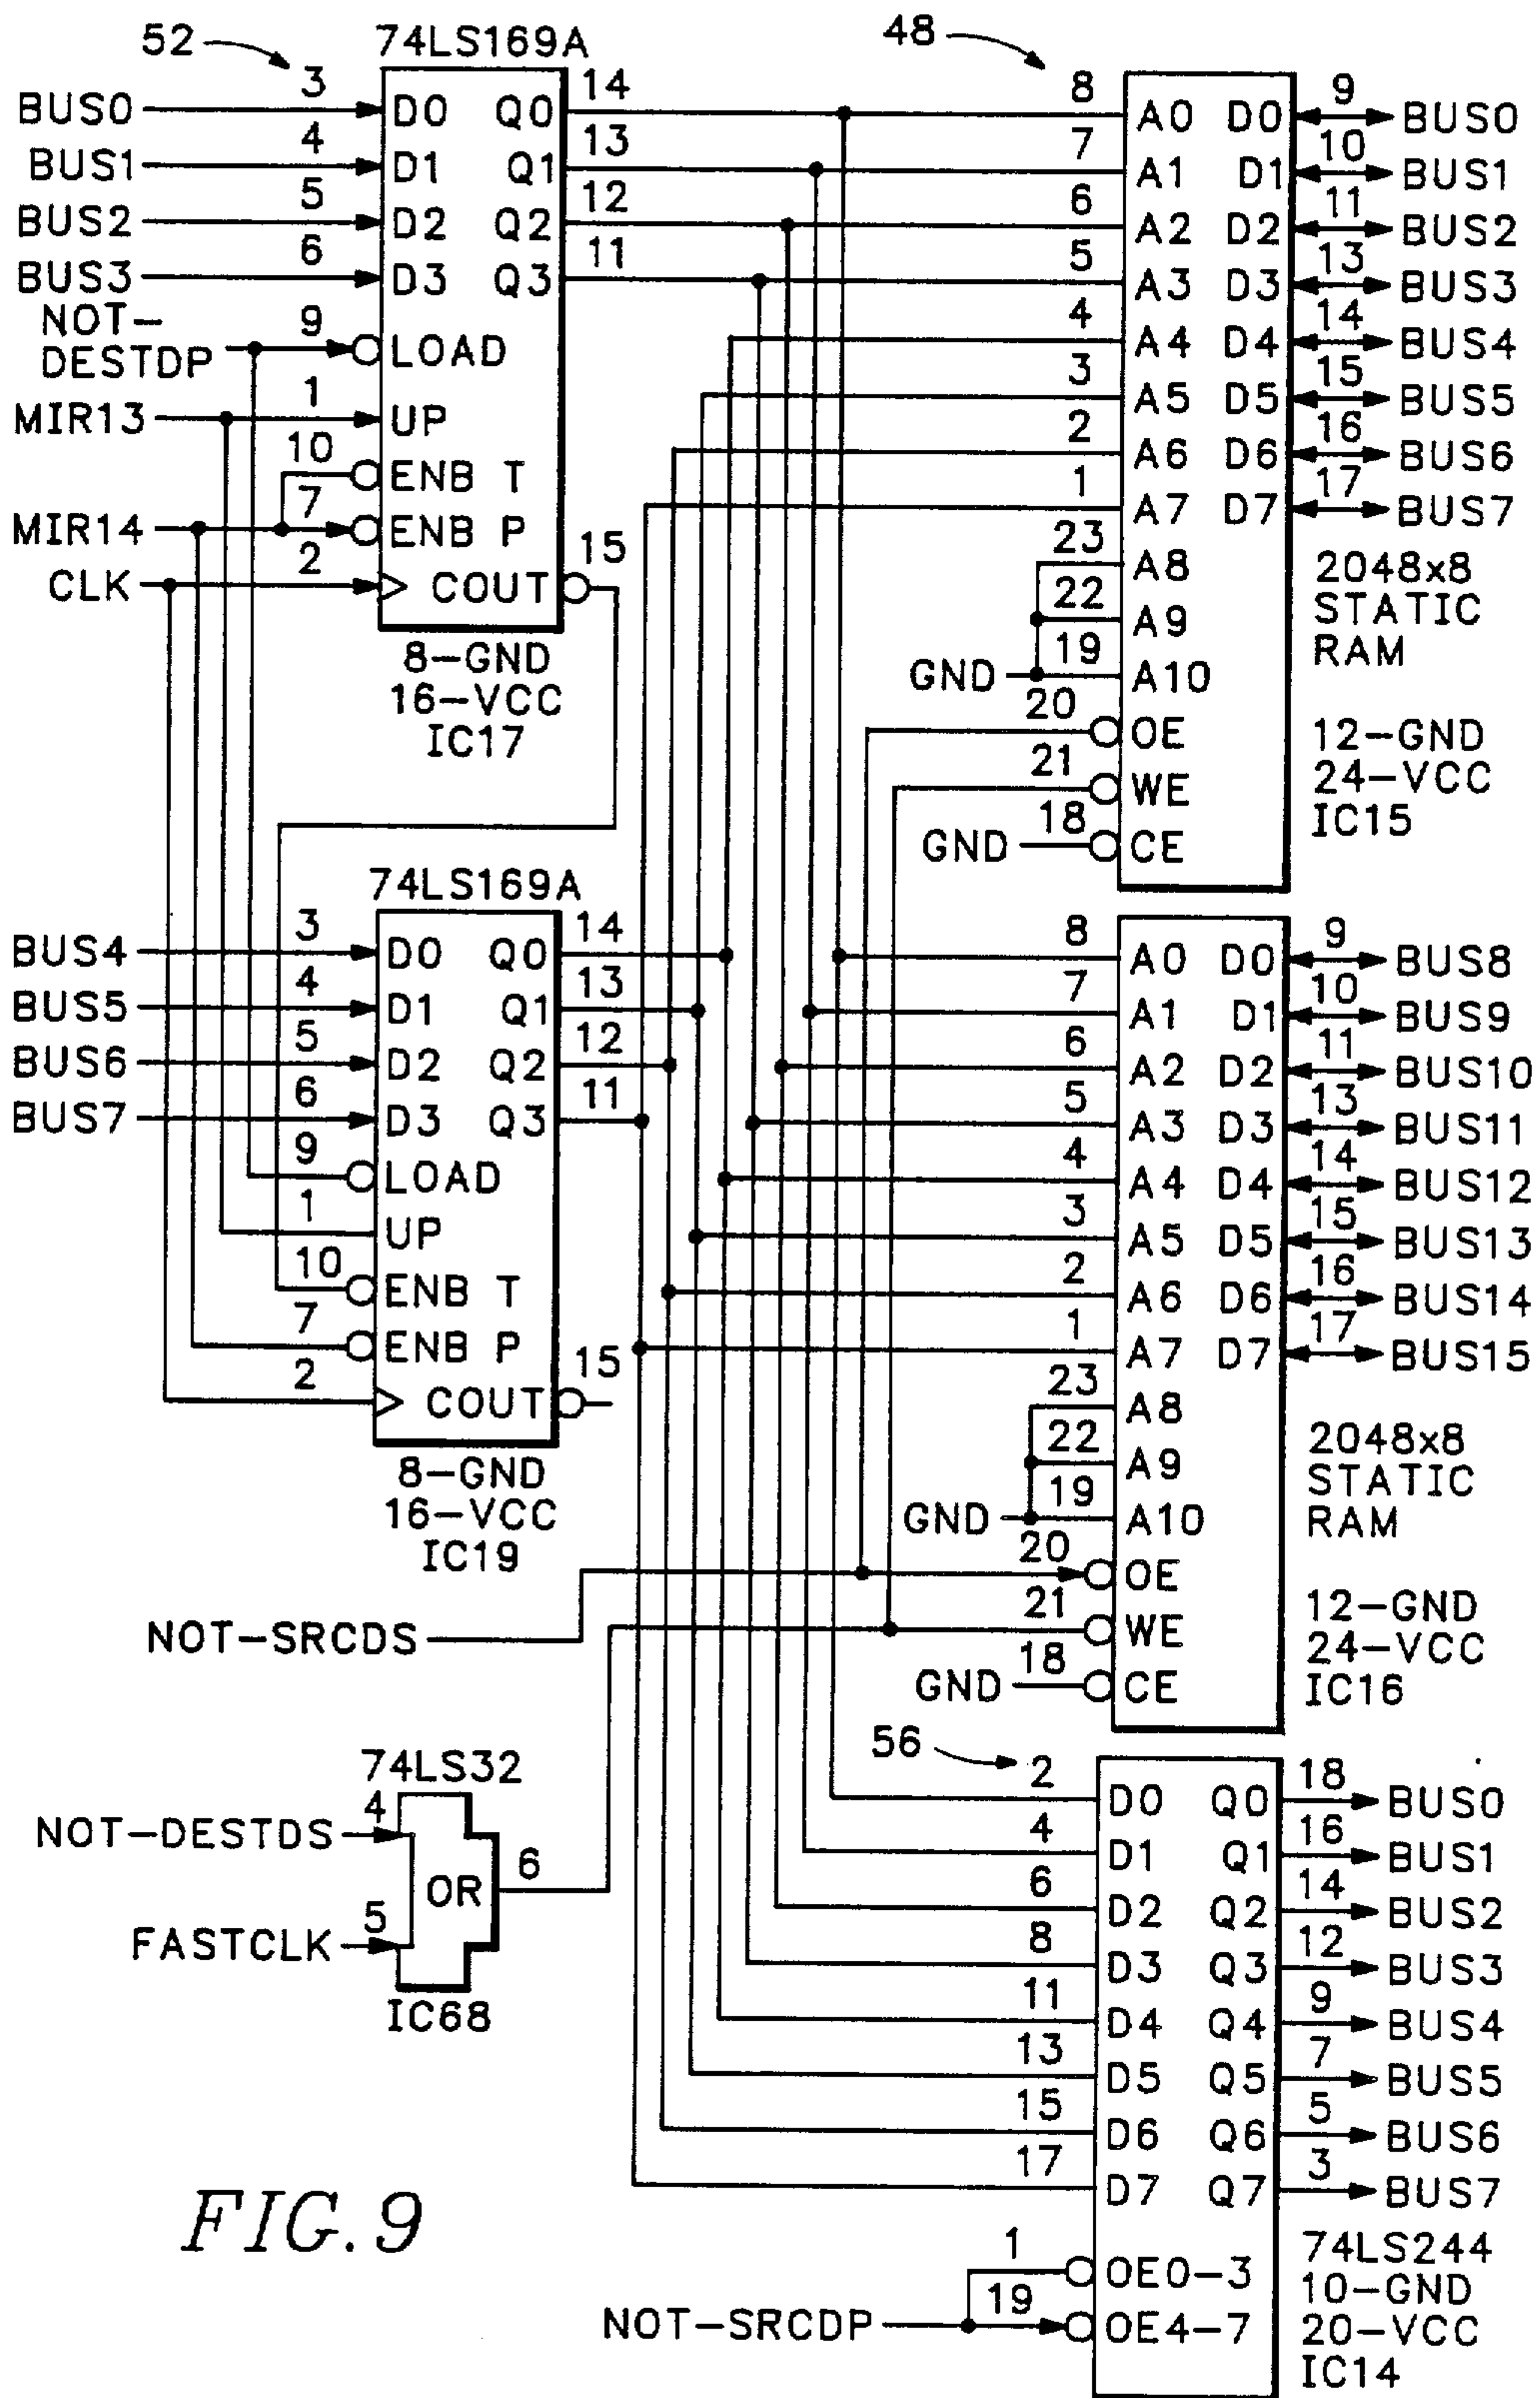 52
74LS169A
3
BUS0
D0 Q0
14
4
BUS1
D1 Q1
13
5
BUS2
D2 Q2
12
6
BUS3
D3 Q3
11
NOT-
DESTDP
9
LOAD
MIR13
1
UP
10
ENB T
MIR14
7
ENB P
CLK
2
COUT
15
8-GND
16-VCC
IC17
48
8
A0 D0
9
BUS0
7
A1 D1
10
BUS1
6
A2 D2
11
BUS2
5
A3 D3
13
BUS3
4
A4 D4
14
BUS4
3
A5 D5
15
BUS5
2
A6 D6
16
BUS6
1
A7 D7
17
BUS7
23
A8
22
A9
GND
19
A10
20
OE
21
WE
GND
18
CE
2048x8
STATIC
RAM
12-GND
24-VCC
IC15
74LS169A
BUS4
3
D0 Q0
14
BUS5
4
D1 Q1
13
BUS6
5
D2 Q2
12
BUS7
6
D3 Q3
11
9
LOAD
1
UP
10
ENB T
7
ENB P
2
COUT
15
8-GND
16-VCC
IC19
8
A0 D0
9
BUS8
7
A1 D1
10
BUS9
6
A2 D2
11
BUS10
5
A3 D3
13
BUS11
4
A4 D4
14
BUS12
3
A5 D5
15
BUS13
2
A6 D6
16
BUS14
1
A7 D7
17
BUS15
23
A8
22
A9
GND
19
A10
20
OE
21
WE
GND
18
CE
2048x8
STATIC
RAM
12-GND
24-VCC
IC16
NOT-SRCDS
74LS32
NOT-DESTDS
4
OR
6
FASTCLK
5
IC68
56
2
D0 Q0
18
BUS0
4
D1 Q1
16
BUS1
6
D2 Q2
14
BUS2
8
D3 Q3
12
BUS3
11
D4 Q4
9
BUS4
13
D5 Q5
7
BUS5
15
D6 Q6
5
BUS6
17
D7 Q7
3
BUS7
1
OE0-3
NOT-SRCDP
19
OE4-7
74LS244
10-GND
20-VCC
IC14
FIG. 9